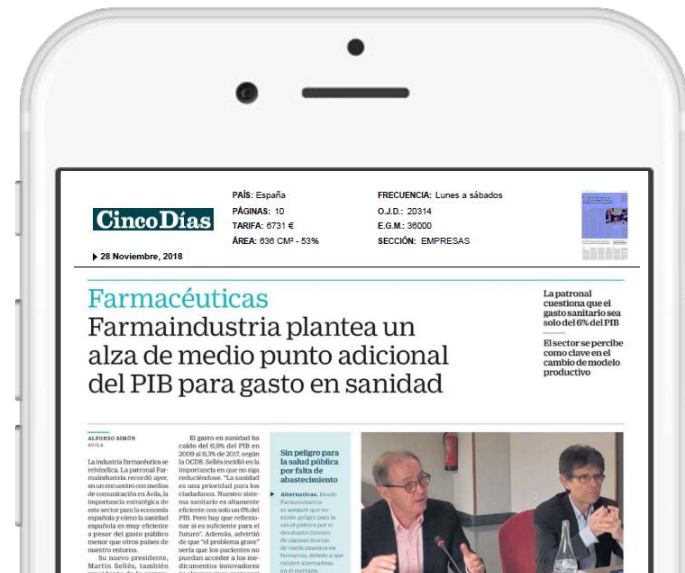 CincoDías
28 Noviembre, 2018
PAÍS: España
PÁGINAS: 10
TARIFA: 6731 €
ÁREA: 636 CM² - 53%
FRECUENCIA: Lunes a sábados
O.J.D.: 20314
E.G.M.: 36000
SECCIÓN: EMPRESAS
Farmacéuticas
Farmaindustria plantea un
alza de medio punto adicional
del PIB para gasto en sanidad
La patronal
cuestiona que el
gasto sanitario sea
solo del 6% del PIB
El sector se percibe
como clave en el
cambio de modelo
productivo
ALFONSO SIMÓN
ÁVILA
La industria farmacéutica se
reivindica. La patronal Far-
maindustria recordó ayer,
en un encuentro con medios
de comunicación en Ávila, la
importancia estratégica de
este sector para la economía
española y cómo la sanidad
española es muy eficiente
a pesar del gasto público
menor que otros países de
nuestro entorno.
Su nuevo presidente,
Martín Sellés, también
El gasto en sanidad ha
caído del 6,9% del PIB en
2009 al 6,3% de 2017, según
la OCDE. Sellés incidió en la
importancia en que no siga
reduciéndose. "La sanidad
es una prioridad para los
ciudadanos. Nuestro siste-
ma sanitario es altamente
eficiente con solo un 6% del
PIB. Pero hay que reflexio-
nar si es suficiente para el
futuro". Además, advirtió
de que "el problema grave"
sería que los pacientes no
puedan acceder a los me-
dicamentos innovadores
Sin peligro para
la salud pública
por falta de
abastecimiento
Alternativas. Desde
Farmaindustria
se aseguró que no
existe peligro para la
salud pública por el
desabastecimiento
de algunas marcas
de medicamentos en
farmacias, debido a que
existen alternativas
en el mercado.